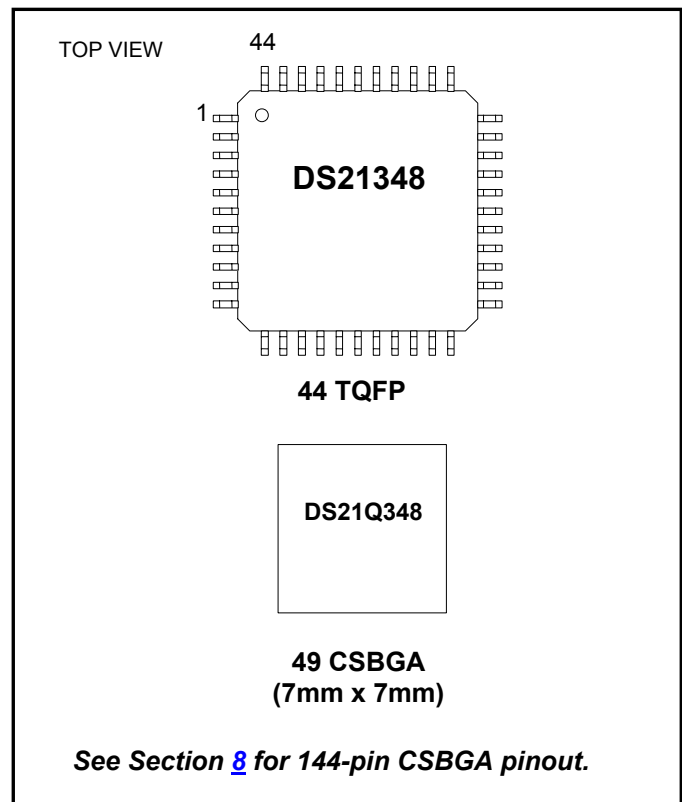 TOP VIEW
44
1
DS21348
44 TQFP
DS21Q348
49 CSBGA
(7mm x 7mm)
See Section 8 for 144-pin CSBGA pinout.